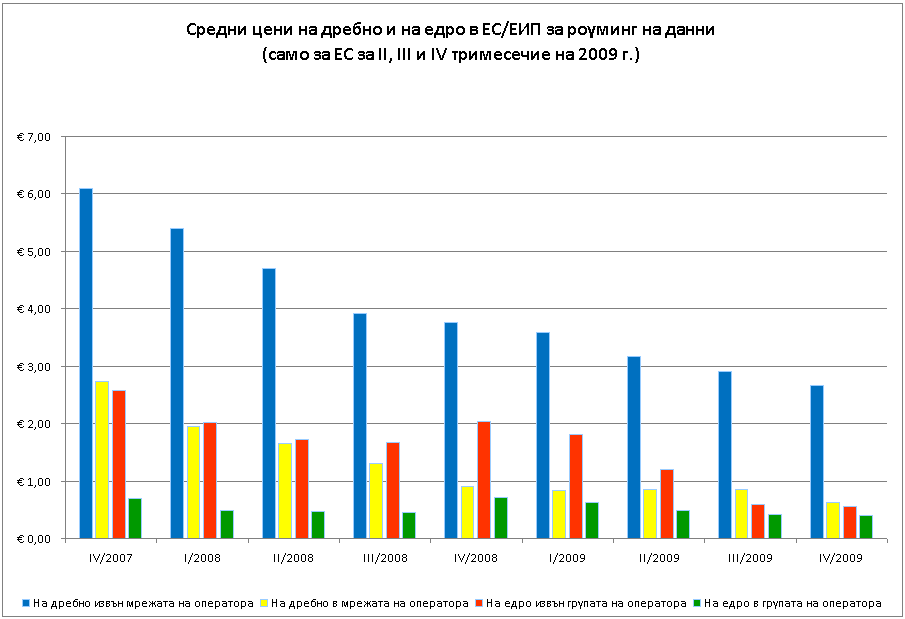 Средни цени на дребно и на едро в ЕС/ЕИП за роуминг на данни
(само за ЕС за II, III и IV тримесечие на 2009 г.)
€ 7,00
€ 6,00
€ 5,00
€ 4,00
€ 3,00
€ 2,00
€ 1,00
€ 0,00
IV/2007 I/2008 II/2008 III/2008 IV/2008 I/2009 II/2009 III/2009 IV/2009
На дребно извън мрежата на оператора На дребно в мрежата на оператора На едро извън групата на оператора На едро в групата на оператора